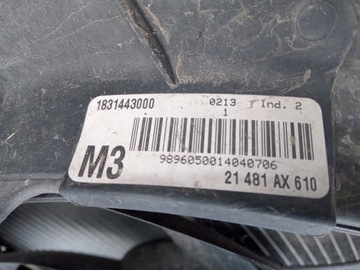 1831443000 0213 T Ind. 2
1
M3
9896050014040706
21 481 AX 610